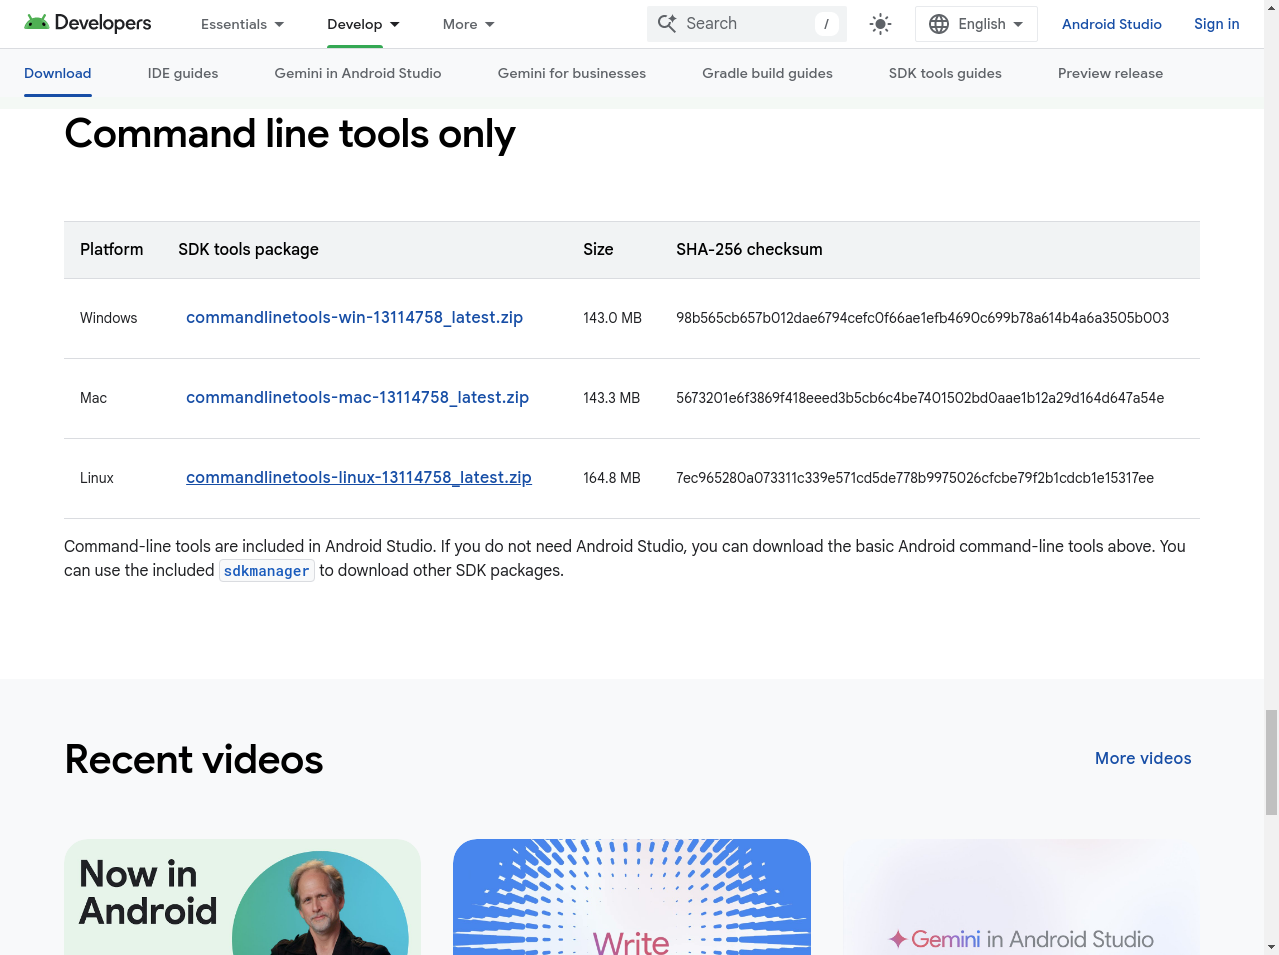 Developers Essentials Develop More Search / English Android Studio Sign in
Download IDE guides Gemini in Android Studio Gemini for businesses Gradle build guides SDK tools guides Preview release
Command line tools only
Platform SDK tools package Size SHA-256 checksum
Windows commandlinetools-win-13114758_latest.zip 143.0 MB 98b565cb657b012dae6794cefc0f66ae1efb4690c699b78a614b4a6a3505b003
Mac commandlinetools-mac-13114758_latest.zip 143.3 MB 5673201e6f3869f418eeed3b5cb6c4be7401502bd0aae1b12a29d164d647a54e
Linux commandlinetools-linux-13114758_latest.zip 164.8 MB 7ec965280a073311c339e571cd5de778b9975026cfcbe79f2b1cdcb1e15317ee
Command-line tools are included in Android Studio. If you do not need Android Studio, you can download the basic Android command-line tools above. You
can use the included sdkmanager to download other SDK packages.
Recent videos More videos
Now in
Android
Write
Gemini in Android Studio